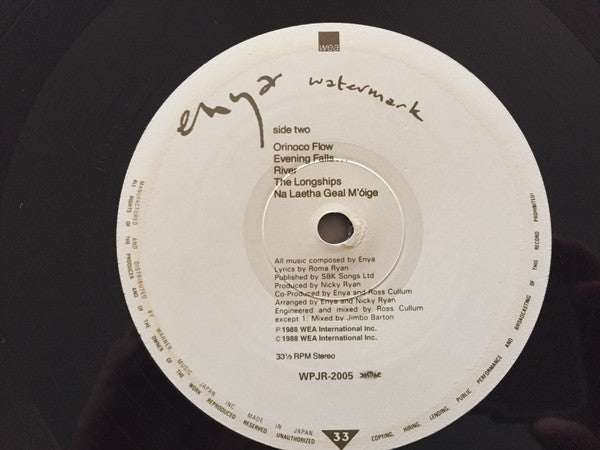 wea
enya watermark
side two
Orinoco Flow
Evening Falls...
River
The Longships
Na Laetha Geal M'óige
All music composed by Enya
Lyrics by Roma Ryan
Published by SBK Songs Ltd
Produced by Nicky Ryan
Co-Produced by Enya and Ross Cullum
Arranged by Enya and Nicky Ryan
Engineered and mixed by Ross Cullum
except 1: Mixed by Jimbo Barton
℗ 1988 WEA International Inc.
© 1988 WEA International Inc.
33⅓ RPM Stereo
WPJR-2005
MANUFACTURED AND DISTRIBUTED BY WARNER MUSIC JAPAN INC MADE IN JAPAN
ALL RIGHTS OF THE PRODUCER AND OF THE OWNER OF THE WORK REPRODUCED RESERVED. UNAUTHORIZED
33
COPYING, HIRING, LENDING, PUBLIC PERFORMANCE AND BROADCASTING OF THIS RECORD PROHIBITED!